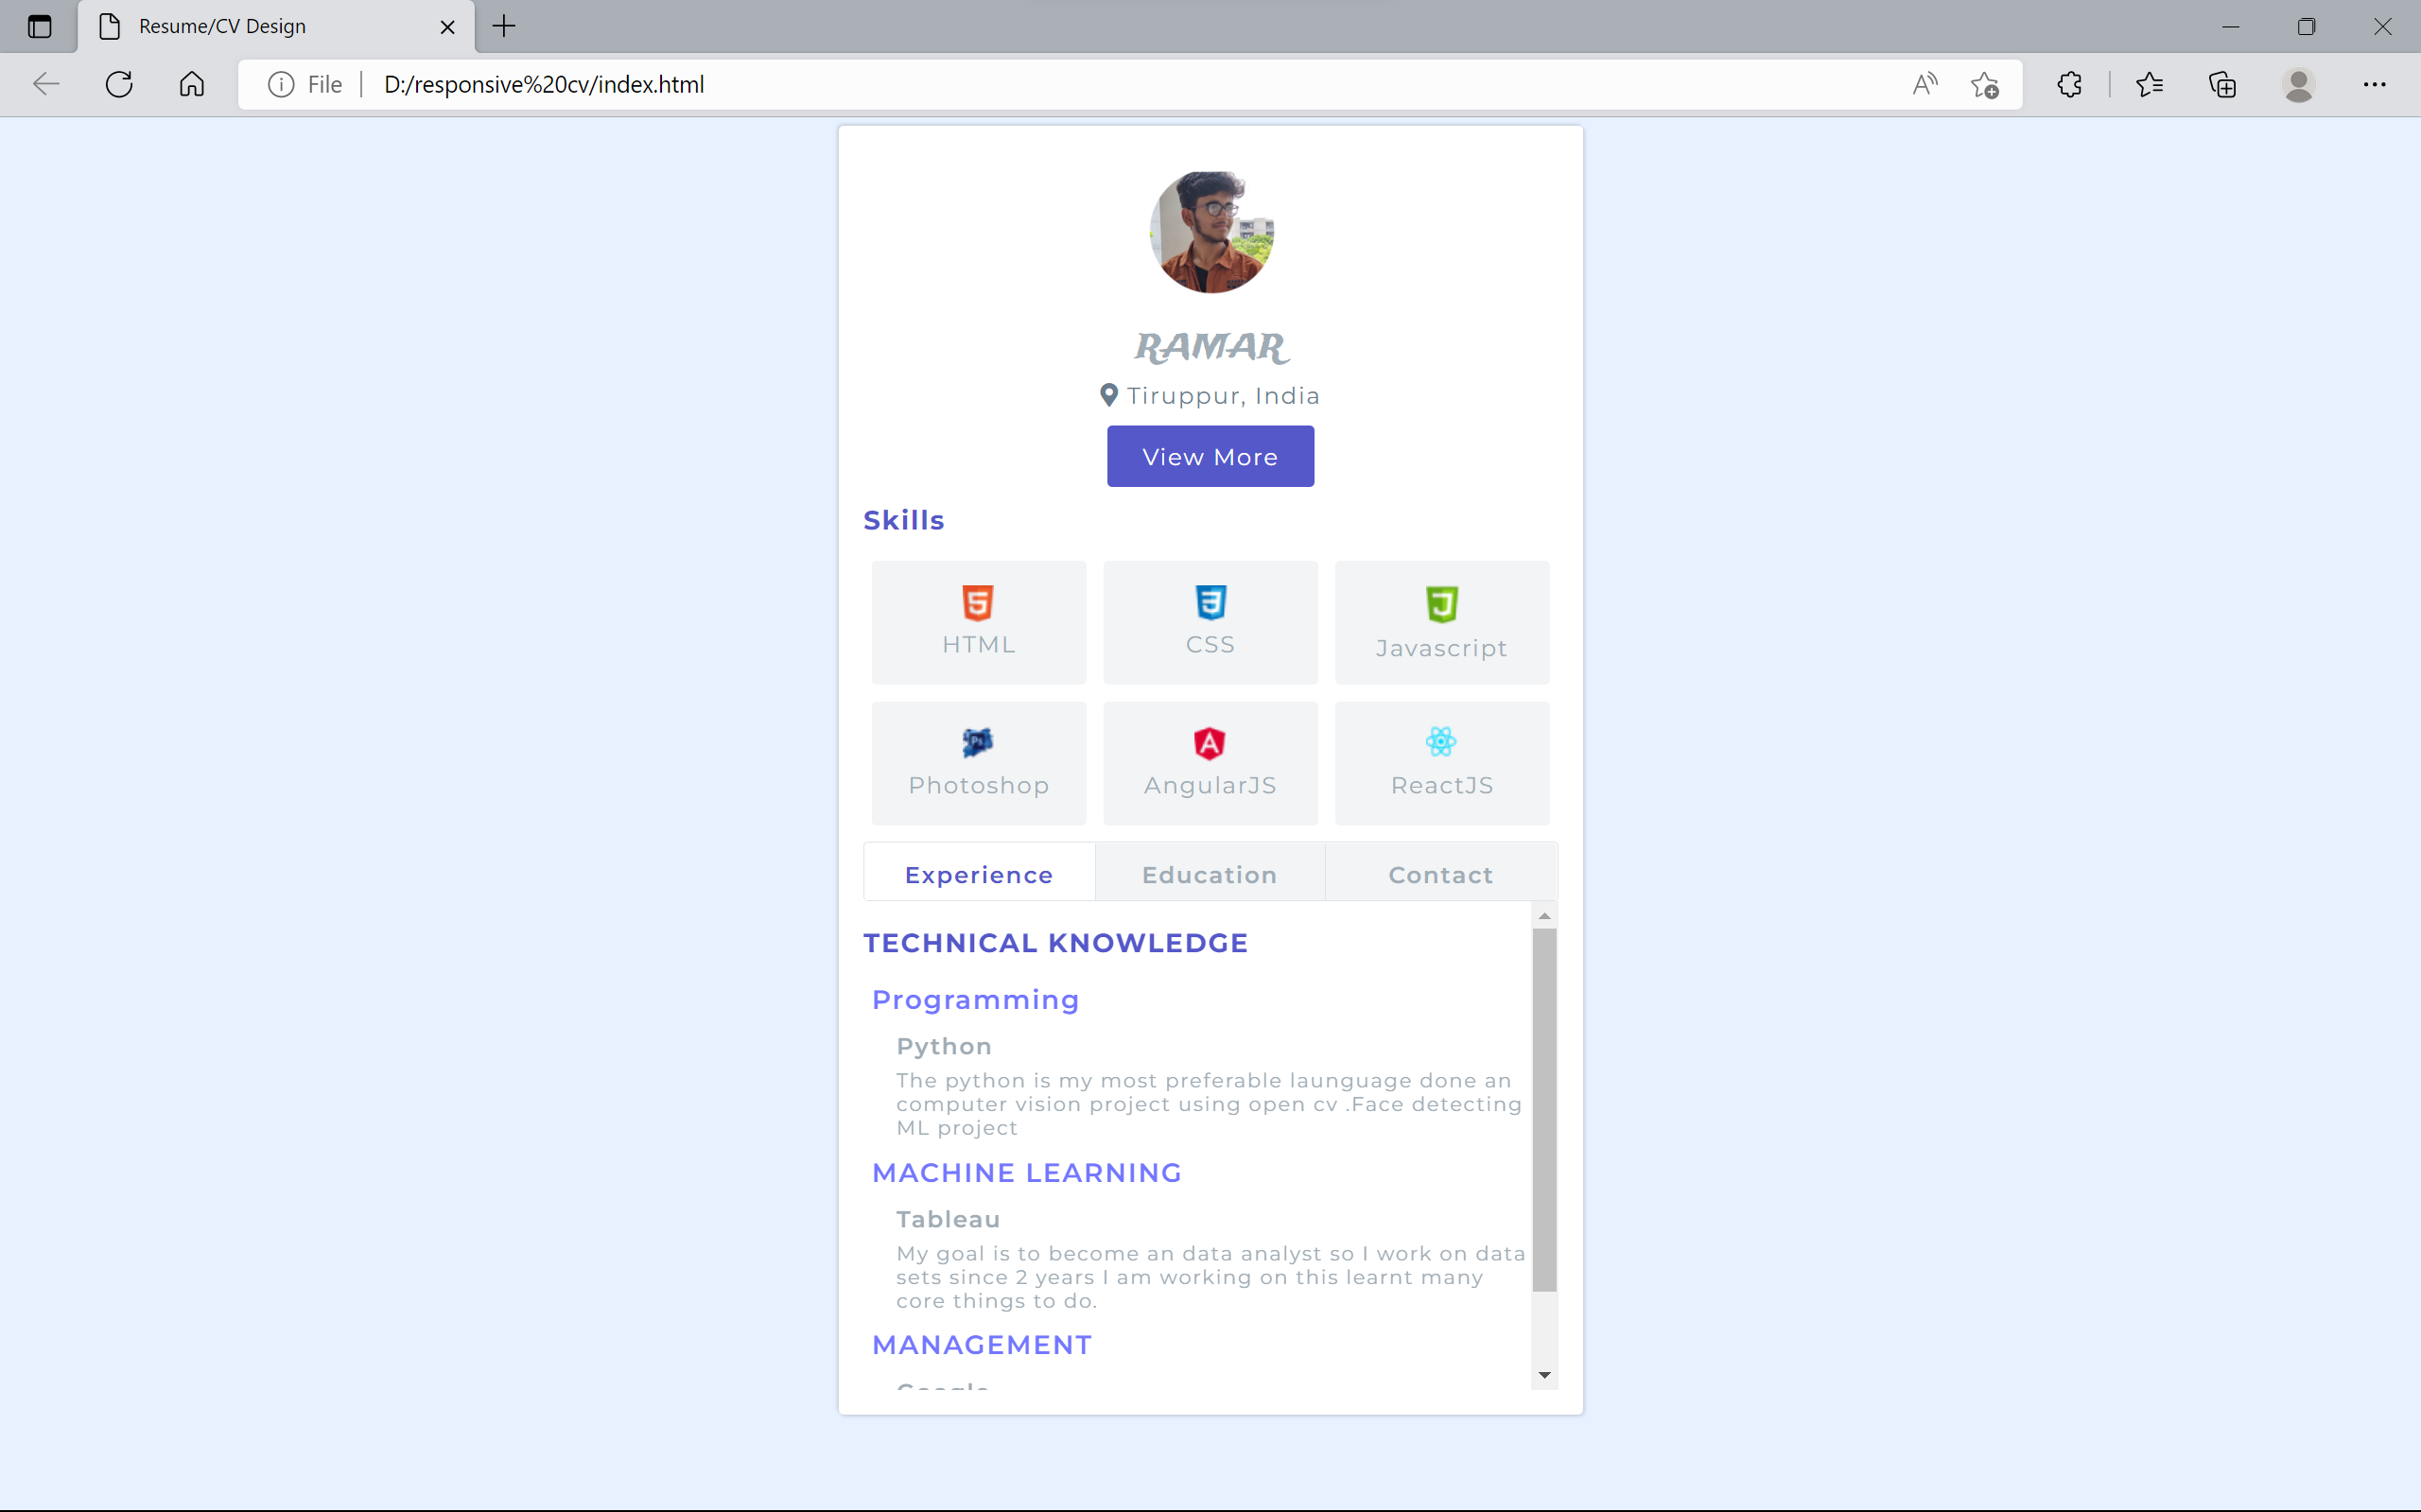 Resume/CV Design
File
D:/responsive%20cv/index.html
RAMAR
Tiruppur, India
View More
Skills
HTML
CSS
Javascript
Photoshop
AngularJS
ReactJS
Experience
Education
Contact
TECHNICAL KNOWLEDGE
Programming
Python
The python is my most preferable launguage done an
computer vision project using open cv .Face detecting
ML project
MACHINE LEARNING
Tableau
My goal is to become an data analyst so I work on data
sets since 2 years I am working on this learnt many
core things to do.
MANAGEMENT